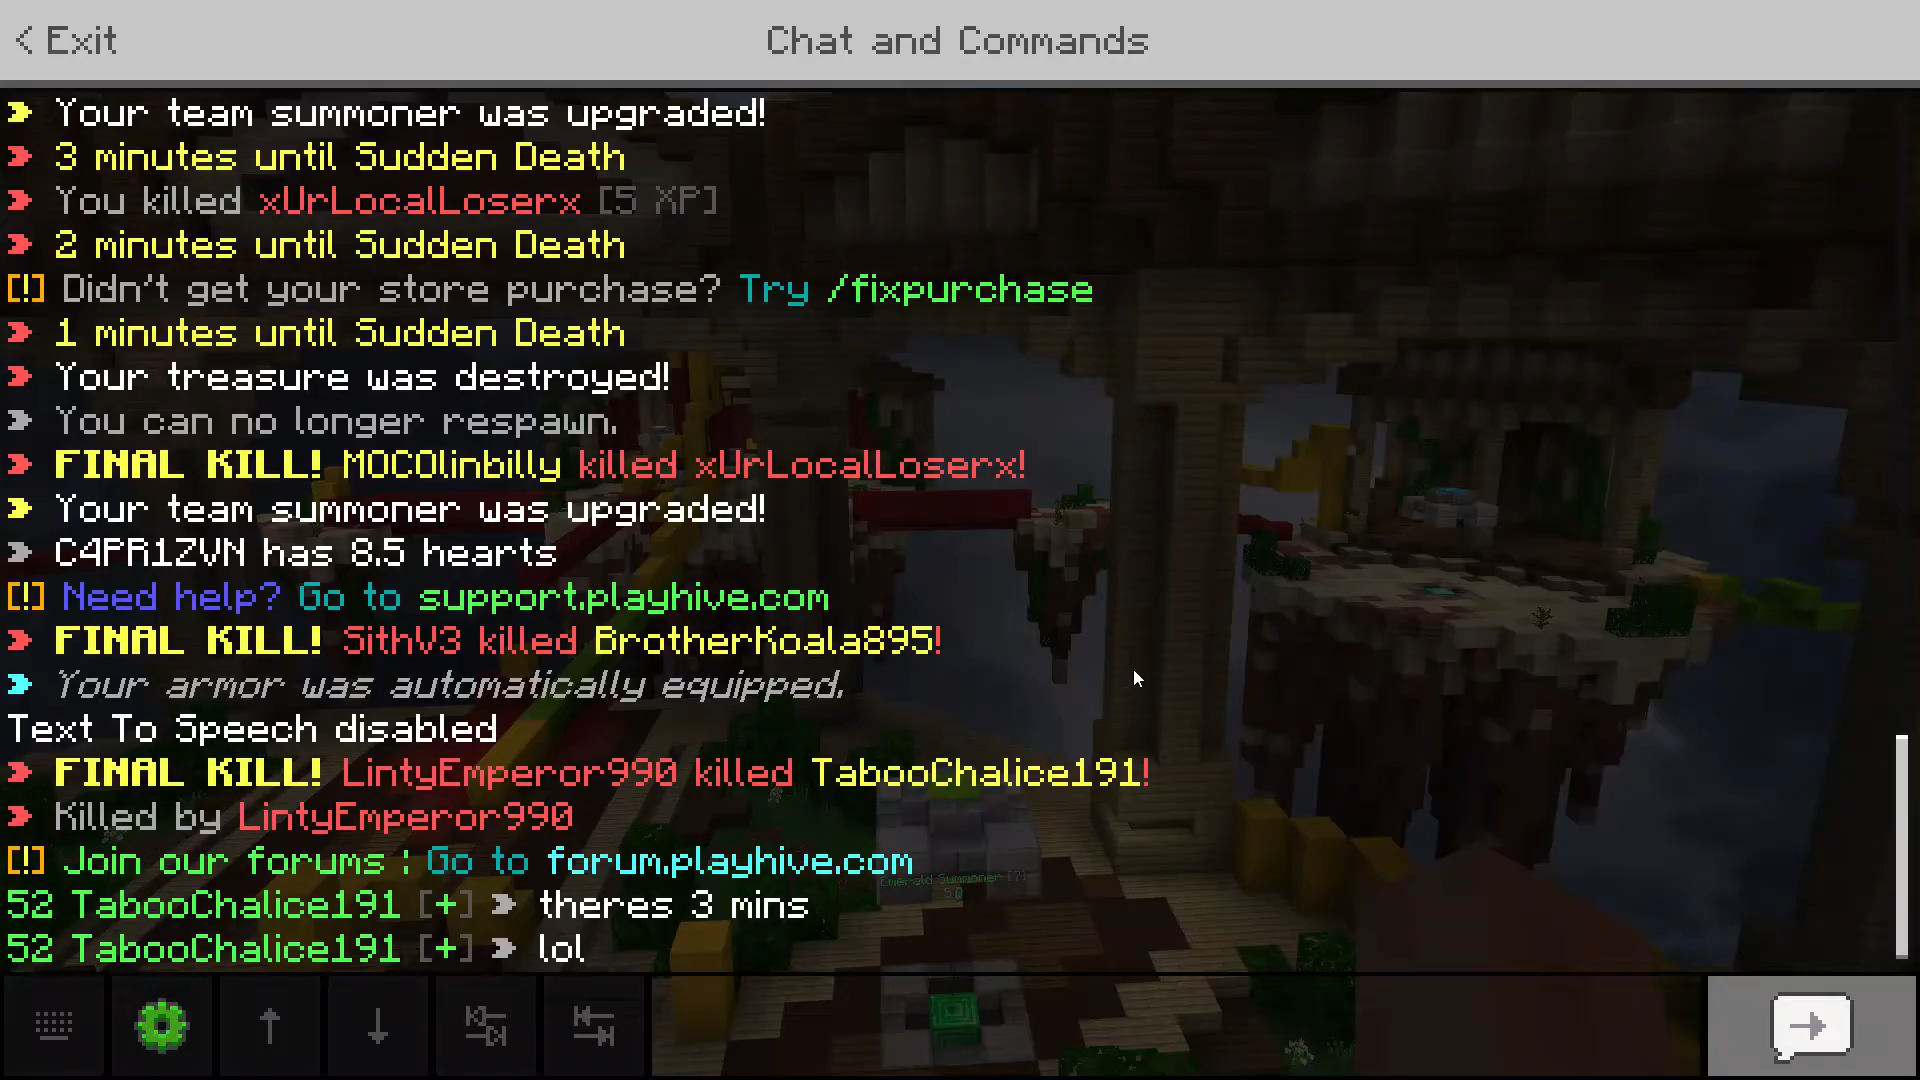 < Exit
Chat and Commands
Your team summoner was upgraded!
3 minutes until Sudden Death
You killed xUrLocalLoserx [5 XP]
2 minutes until Sudden Death
[!] Didn't get your store purchase? Try /fixpurchase
1 minutes until Sudden Death
Your treasure was destroyed!
You can no longer respawn.
FINAL KILL! MOCOlinbilly killed xUrLocalLoserx!
Your team summoner was upgraded!
C4PR1ZVN has 8.5 hearts
[!] Need help? Go to support.playhive.com
FINAL KILL! SithV3 killed BrotherKoala895!
Your armor was automatically equipped.
Text To Speech disabled
FINAL KILL! LintyEmperor990 killed TabooChalice191!
Killed by LintyEmperor990
[!] Join our forums : Go to forum.playhive.com
Emerald Summoner [?]
50
52 TabooChalice191 [+] theres 3 mins
52 TabooChalice191 [+] lol